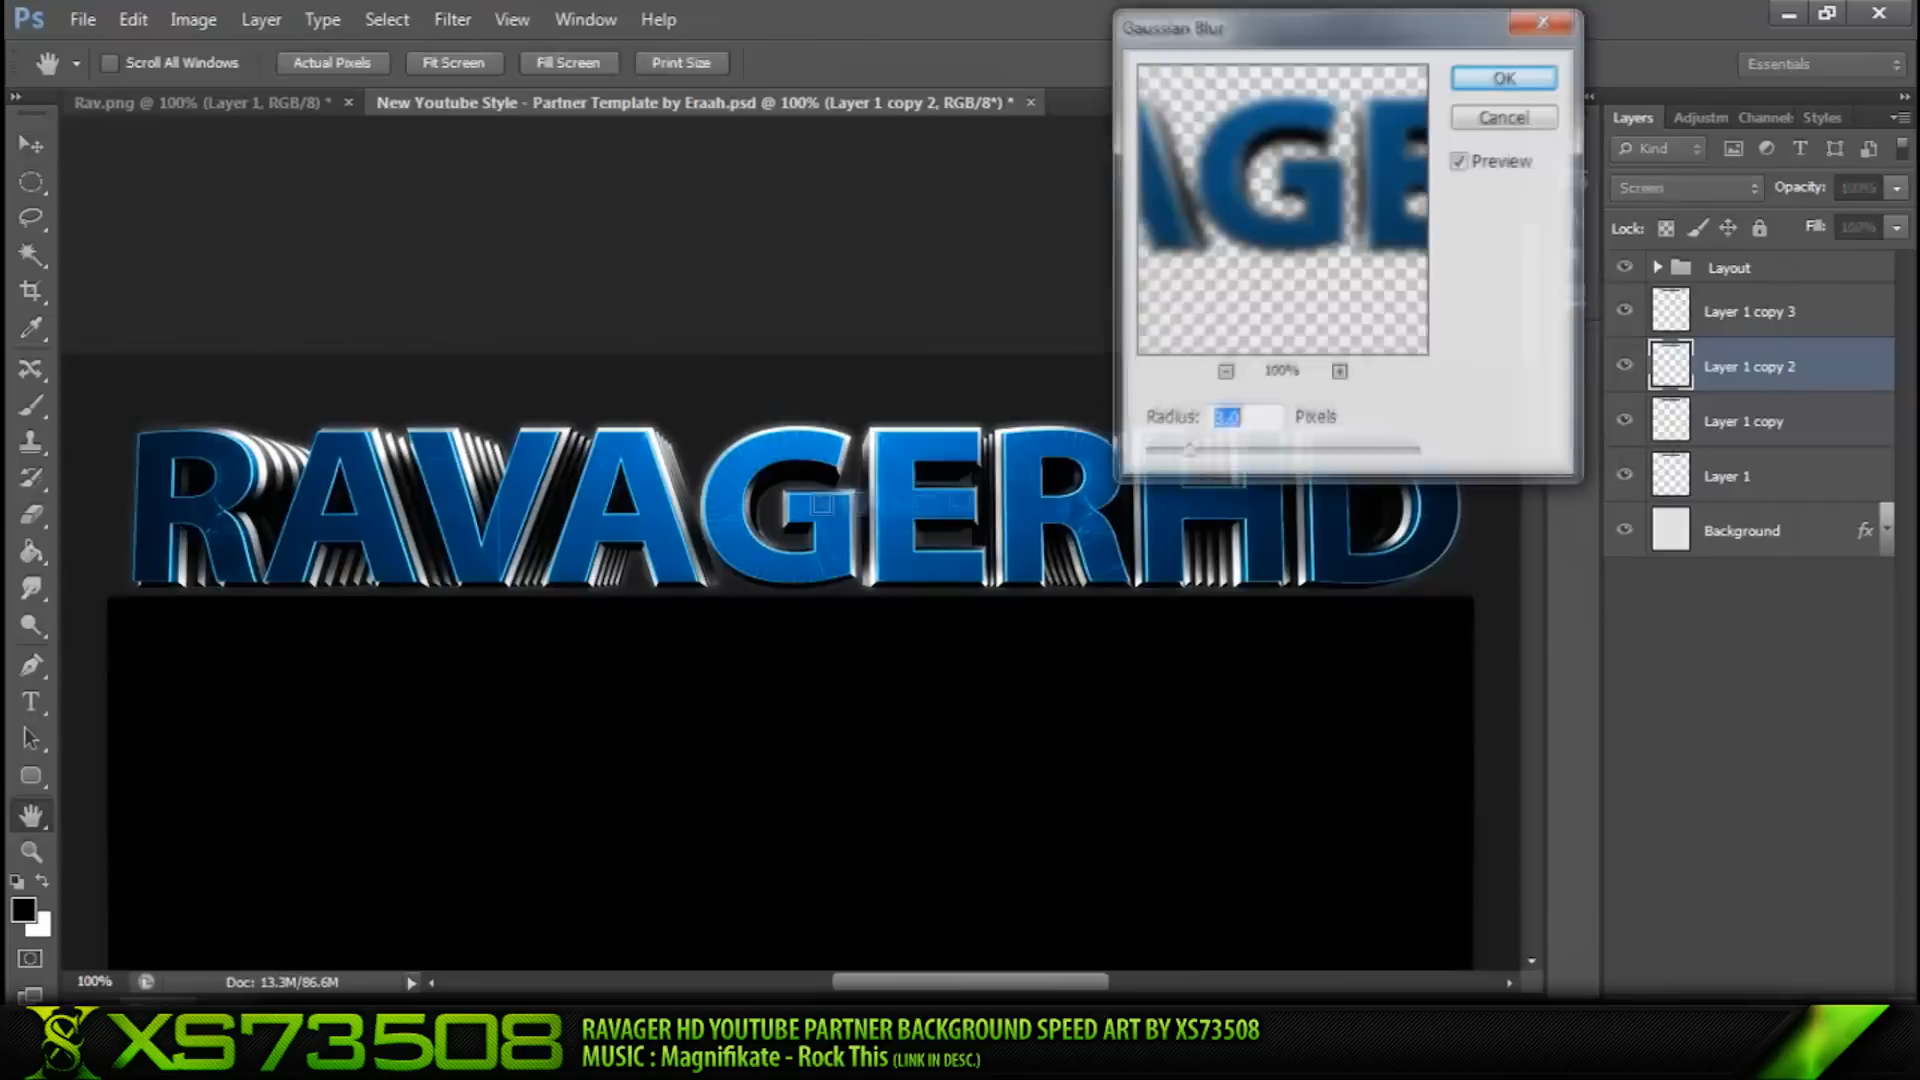 Ps File Edit Image Layer Type Select Filter View Window Help
Scroll All Windows Actual Pixels Fit Screen Fill Screen Print Size
Essentials
Rav.png @ 100% (Layer 1, RGB/8) * ×
New Youtube Style - Partner Template by Eraah.psd @ 100% (Layer 1 copy 2, RGB/8*) * ×
Gaussian Blur
AGE
OK
Cancel
Preview
100%
Radius: Pixels
Layers Adjustm Channel Styles
Kind
Screen Opacity: 100%
Lock: Fill: 100%
Layout
Layer 1 copy 3
Layer 1 copy 2
Layer 1 copy
Layer 1
Background fx
RAVAGERHD
T
100% Doc: 13.3M/86.6M
XS73508
RAVAGER HD YOUTUBE PARTNER BACKGROUND SPEED ART BY XS73508
MUSIC : Magnifikate - Rock This (LINK IN DESC.)